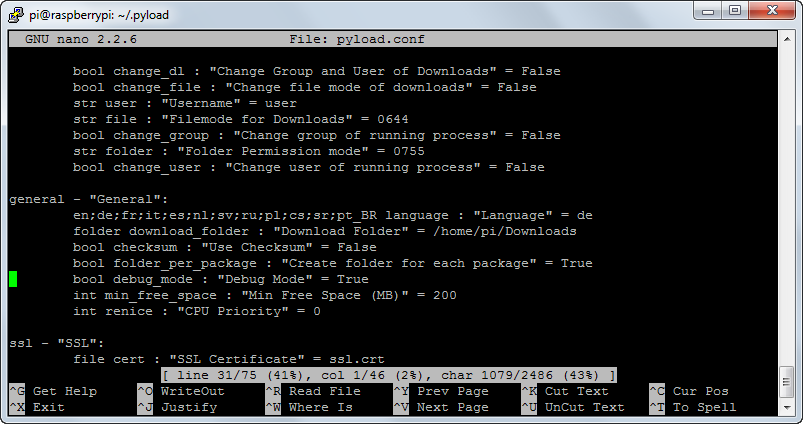 pi@raspberrypi: ~/.pyload
GNU nano 2.2.6 File: pyload.conf
bool change_dl : "Change Group and User of Downloads" = False
bool change_file : "Change file mode of downloads" = False
str user : "Username" = user
str file : "Filemode for Downloads" = 0644
bool change_group : "Change group of running process" = False
str folder : "Folder Permission mode" = 0755
bool change_user : "Change user of running process" = False
general - "General":
en;de;fr;it;es;nl;sv;ru;pl;cs;sr;pt_BR language : "Language" = de
folder download_folder : "Download Folder" = /home/pi/Downloads
bool checksum : "Use Checksum" = False
bool folder_per_package : "Create folder for each package" = True
bool debug_mode : "Debug Mode" = True
int min_free_space : "Min Free Space (MB)" = 200
int renice : "CPU Priority" = 0
ssl - "SSL":
file cert : "SSL Certificate" = ssl.crt
[ line 31/75 (41%), col 1/46 (2%), char 1079/2486 (43%) ]
^G Get Help ^O WriteOut ^R Read File ^Y Prev Page ^K Cut Text ^C Cur Pos
^X Exit ^J Justify ^W Where Is ^V Next Page ^U UnCut Text ^T To Spell